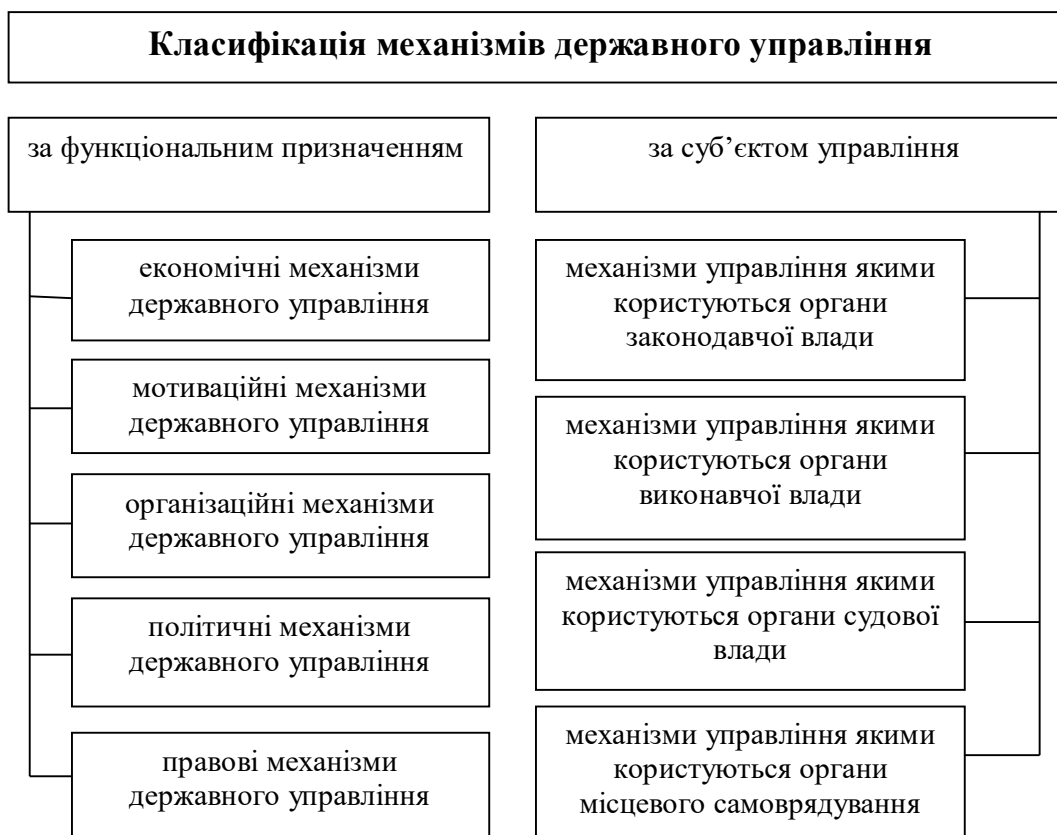 Класифікація механізмів державного управління
за функціональним призначенням
економічні механізми
державного управління
мотиваційні механізми
державного управління
організаційні механізми
державного управління
політичні механізми
державного управління
правові механізми
державного управління
за суб’єктом управління
механізми управління якими
користуються органи
законодавчої влади
механізми управління якими
користуються органи
виконавчої влади
механізми управління якими
користуються органи судової
влади
механізми управління якими
користуються органи
місцевого самоврядування